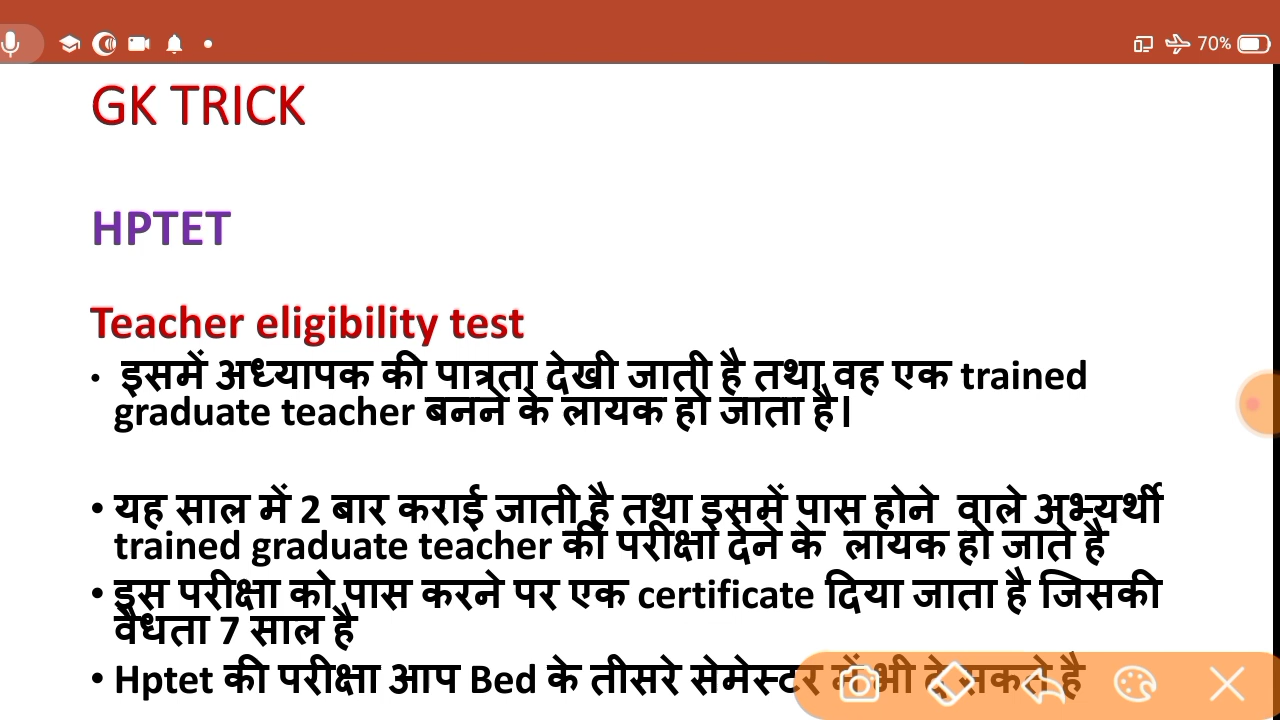 70%
GK TRICK
HPTET
Teacher eligibility test
• इसमें अध्यापक की पात्रता देखी जाती है तथा वह एक trained
graduate teacher बनने के लायक हो जाता है।
• यह साल में 2 बार कराई जाती है तथा इसमें पास होने वाले अभ्यर्थी
trained graduate teacher की परीक्षा देने के लायक हो जाते है
• इस परीक्षा को पास करने पर एक certificate दिया जाता है जिसकी
वैधता 7 साल है
• Hptet की परीक्षा आप Bed के तीसरे सेमेस्टर में भी दे सकते है